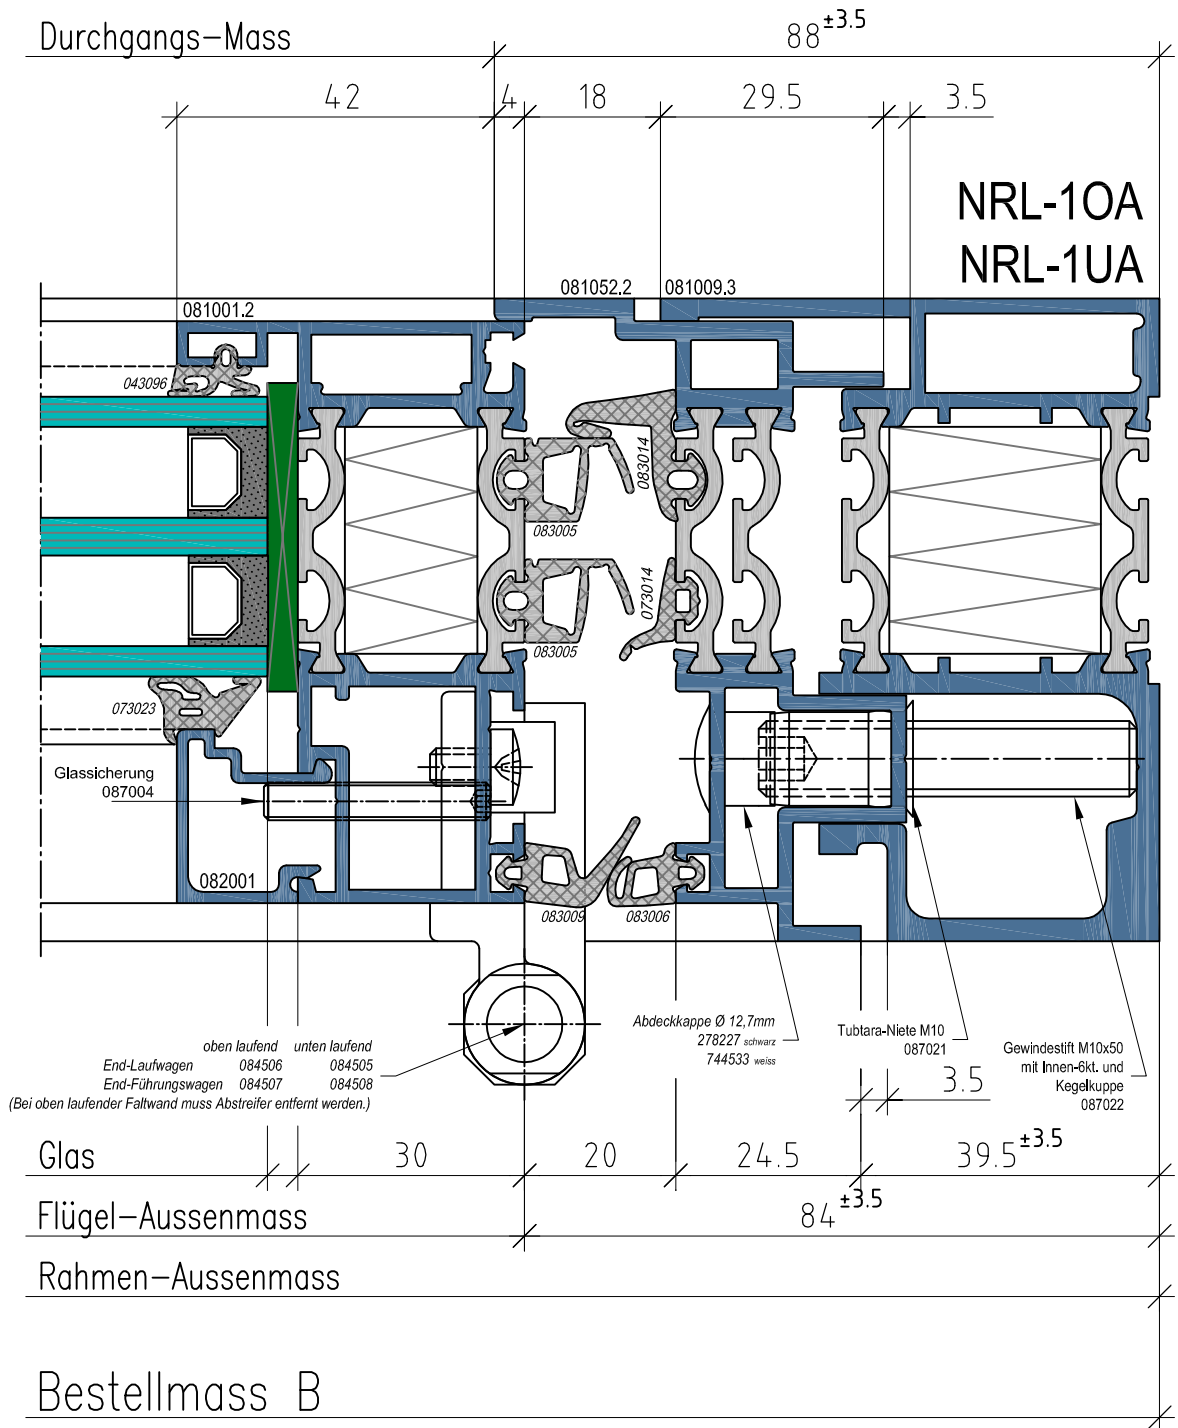 Durchgangs-Mass
88±3.5
42
4
18
29.5
3.5
NRL-1OA
NRL-1UA
081052.2
081009.3
081001.2
043096
083014
083005
073014
083005
073023
Glassicherung
087004
082001
083009
083006
Abdeckkappe Ø 12,7mm
278227 schwarz
744533 weiss
Tubtara-Niete M10
087021
Gewindestift M10x50
mit Innen-6kt. und
Kegelkuppe
087022
oben laufend unten laufend
End-Laufwagen 084506 084505
End-Führungswagen 084507 084508
(Bei oben laufender Faltwand muss Abstreifer entfernt werden.)
3.5
Glas
30
20
24.5
39.5±3.5
Flügel-Aussenmass
84±3.5
Rahmen-Aussenmass
Bestellmass B